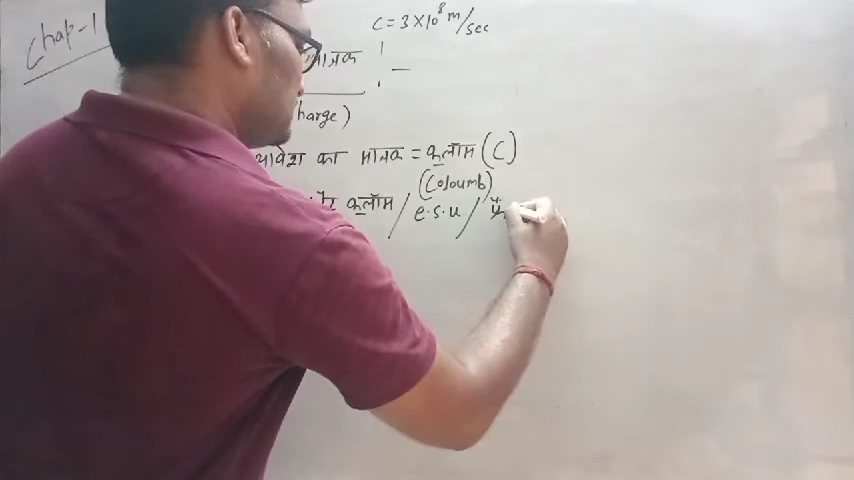 Chap-1
C = 3×10⁸ m/sec
मात्रक
harge)
आवेश का मात्रक = कूलॉम (C)
(Coloumb)
कूलॉम / e.s.u /